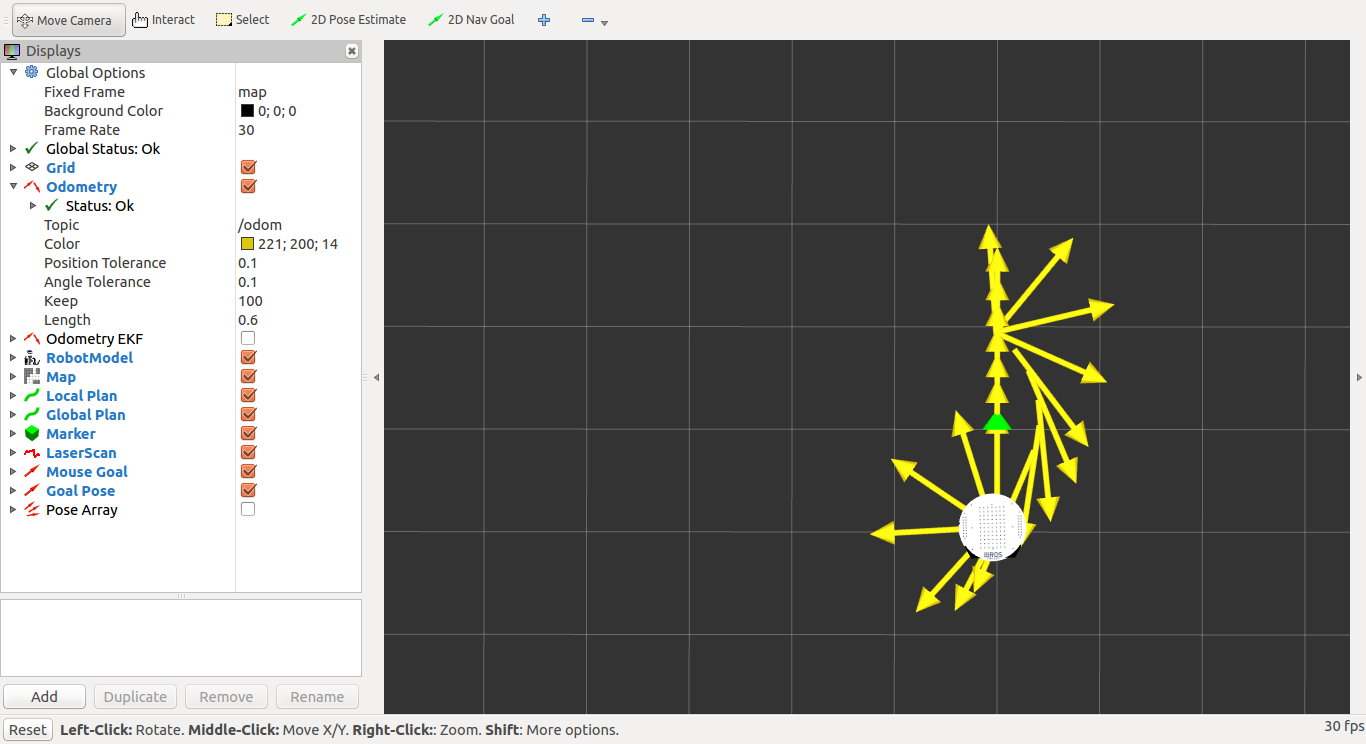 Move Camera Interact Select 2D Pose Estimate 2D Nav Goal
Displays
Global Options
Fixed Frame map
Background Color 0; 0; 0
Frame Rate 30
Global Status: Ok
Grid
Odometry
Status: Ok
Topic /odom
Color 221; 200; 14
Position Tolerance 0.1
Angle Tolerance 0.1
Keep 100
Length 0.6
Odometry EKF
RobotModel
Map
Local Plan
Global Plan
Marker
LaserScan
Mouse Goal
Goal Pose
Pose Array
ROS
Add Duplicate Remove Rename
Reset Left-Click: Rotate. Middle-Click: Move X/Y. Right-Click:: Zoom. Shift: More options. 30 fps